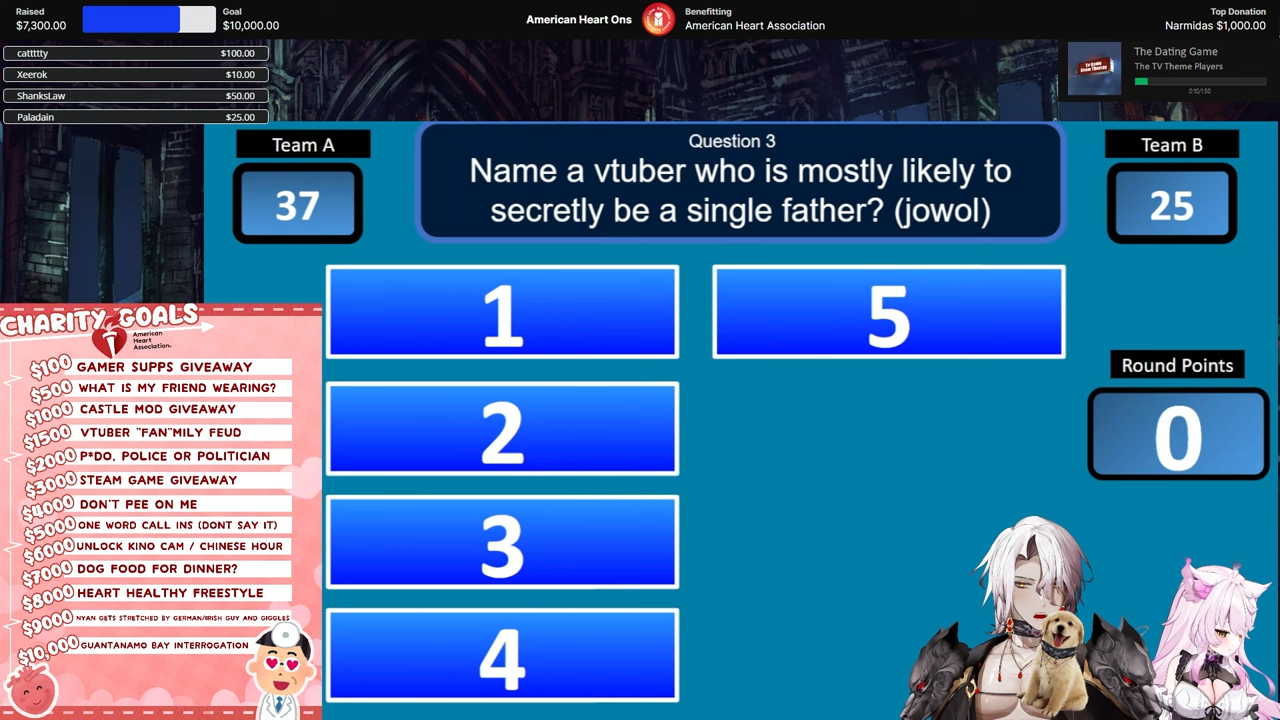 Raised
$7,300.00
Goal
$10,000.00
American Heart Ons
Benefitting
American Heart Association
Top Donation
Narmidas $1,000.00
cattttty $100.00
Xeerok $10.00
ShanksLaw $50.00
Paladain $25.00
The Dating Game
The TV Theme Players
0:10/1:50
Team A
37
Question 3
Name a vtuber who is mostly likely to
secretly be a single father? (jowol)
Team B
25
1
2
3
4
5
Round Points
0
CHARITY GOALS
American
Heart
Association.
$100 GAMER SUPPS GIVEAWAY
$500 WHAT IS MY FRIEND WEARING?
$1000 CASTLE MOD GIVEAWAY
$1500 VTUBER "FAN"MILY FEUD
$2000 P*DO, POLICE OR POLITICIAN
$3000 STEAM GAME GIVEAWAY
$4000 DON'T PEE ON ME
$5000 ONE WORD CALL INS (DONT SAY IT)
$6000 UNLOCK KINO CAM / CHINESE HOUR
$7000 DOG FOOD FOR DINNER?
$8000 HEART HEALTHY FREESTYLE
$9000 NYAN GETS STRETCHED BY GERMAN/IRISH GUY AND GIGGLES
$10,000 GUANTANAMO BAY INTERROGATION